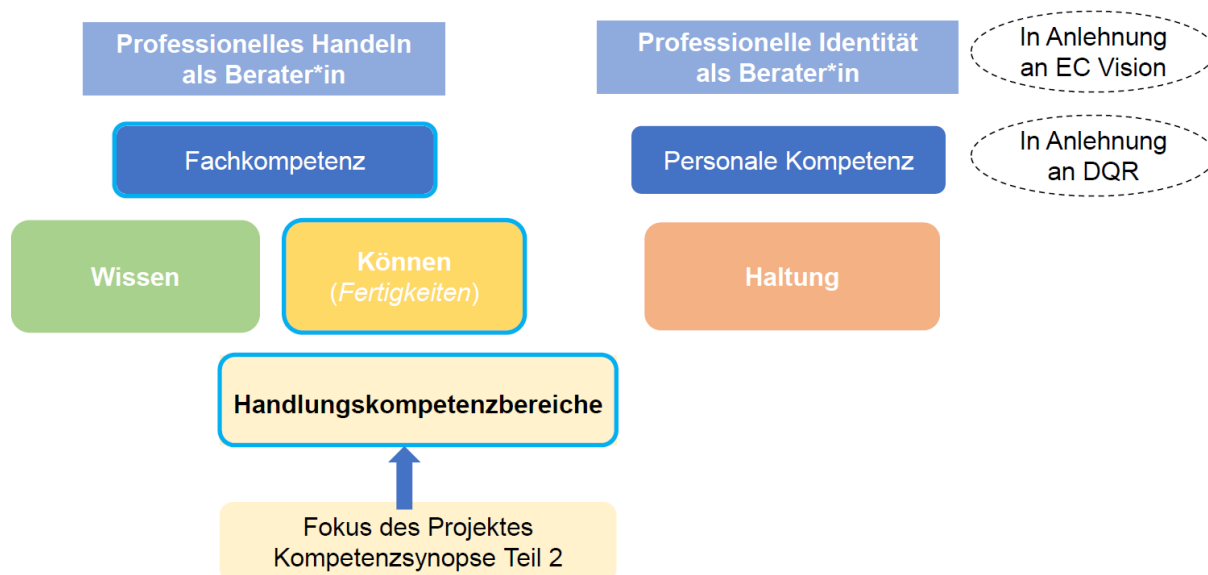 Professionelles Handeln
als Berater*in
Professionelle Identität
als Berater*in
In Anlehnung
an EC Vision
Fachkompetenz
Personale Kompetenz
In Anlehnung
an DQR
Wissen
Können
(Fertigkeiten)
Haltung
Handlungskompetenzbereiche
Fokus des Projektes
Kompetenzsynopse Teil 2